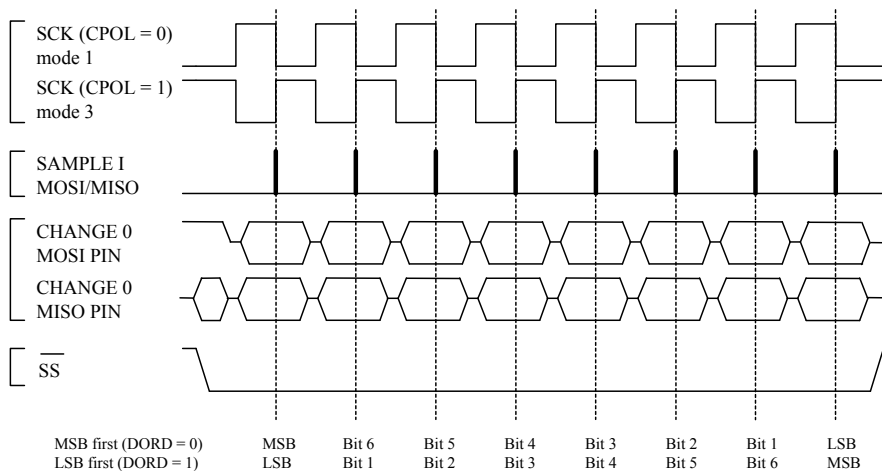 SCK (CPOL = 0)
mode 1
SCK (CPOL = 1)
mode 3
SAMPLE I
MOSI/MISO
CHANGE 0
MOSI PIN
CHANGE 0
MISO PIN
SS
MSB first (DORD = 0) MSB Bit 6 Bit 5 Bit 4 Bit 3 Bit 2 Bit 1 LSB
LSB first (DORD = 1) LSB Bit 1 Bit 2 Bit 3 Bit 4 Bit 5 Bit 6 MSB